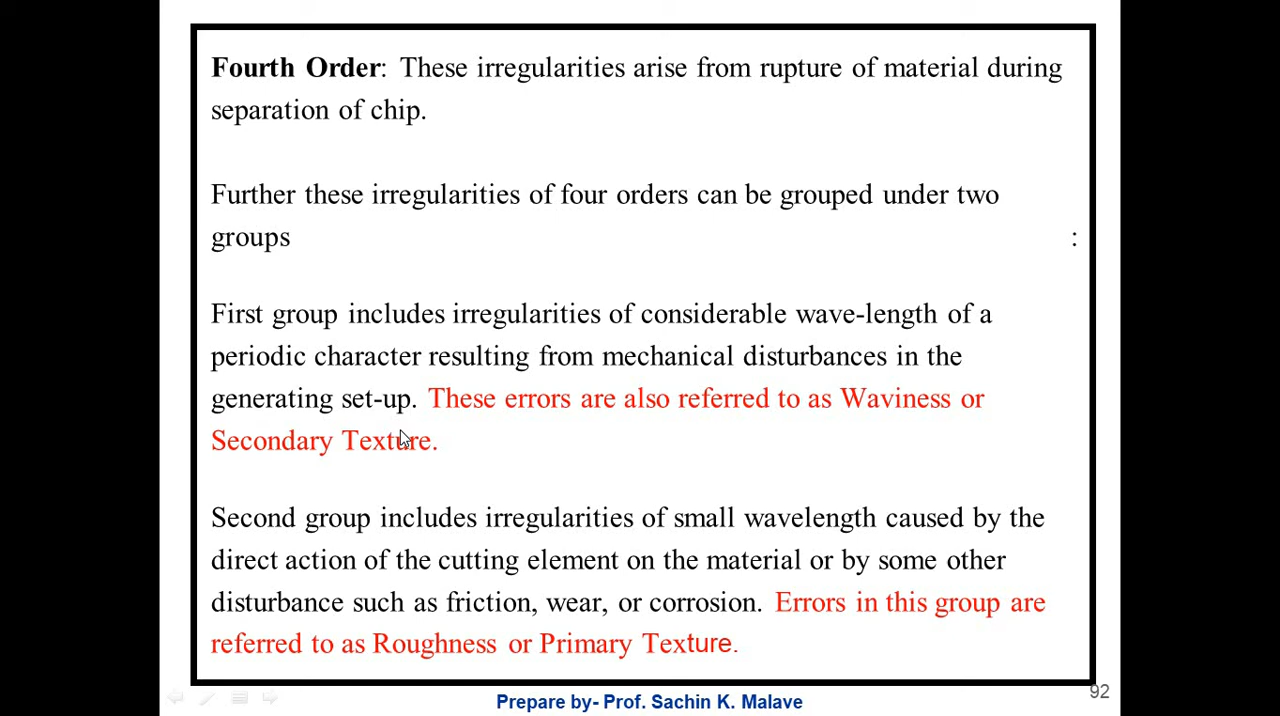 Fourth Order: These irregularities arise from rupture of material during
separation of chip.
Further these irregularities of four orders can be grouped under two
groups :
First group includes irregularities of considerable wave-length of a
periodic character resulting from mechanical disturbances in the
generating set-up. These errors are also referred to as Waviness or
Secondary Texture.
Second group includes irregularities of small wavelength caused by the
direct action of the cutting element on the material or by some other
disturbance such as friction, wear, or corrosion. Errors in this group are
referred to as Roughness or Primary Texture.
Prepare by- Prof. Sachin K. Malave
92